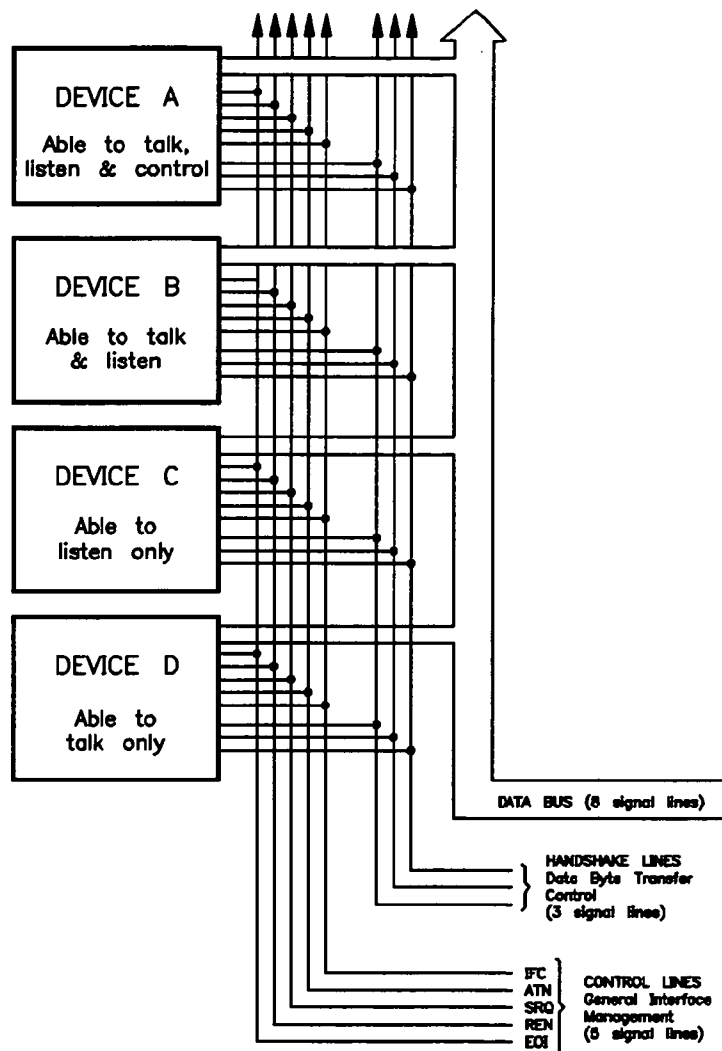 DEVICE A
Able to talk,
listen & control
DEVICE B
Able to talk
& listen
DEVICE C
Able to
listen only
DEVICE D
Able to
talk only
DATA BUS (8 signal lines)
HANDSHAKE LINES
Data Byte Transfer
Control
(3 signal lines)
IFC
ATN
SRQ
REN
EOI
CONTROL LINES
General Interface
Management
(5 signal lines)